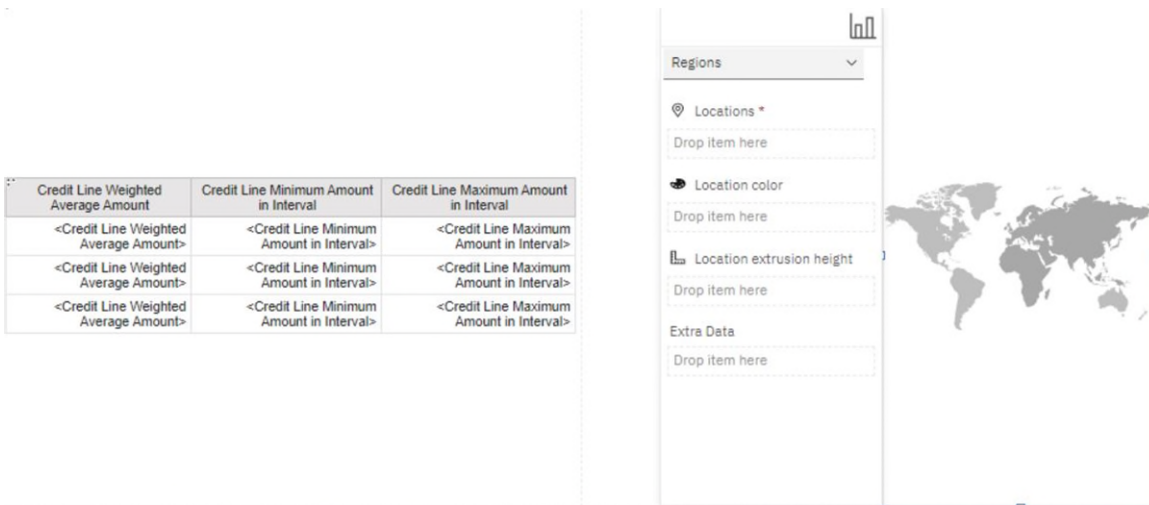 Credit Line Weighted
Average Amount
Credit Line Minimum Amount
in Interval
Credit Line Maximum Amount
in Interval
<Credit Line Weighted
Average Amount>
<Credit Line Minimum
Amount in Interval>
<Credit Line Maximum
Amount in Interval>
<Credit Line Weighted
Average Amount>
<Credit Line Minimum
Amount in Interval>
<Credit Line Maximum
Amount in Interval>
<Credit Line Weighted
Average Amount>
<Credit Line Minimum
Amount in Interval>
<Credit Line Maximum
Amount in Interval>
Regions
Locations *
Drop item here
Location color
Drop item here
Location extrusion height
Drop item here
Extra Data
Drop item here